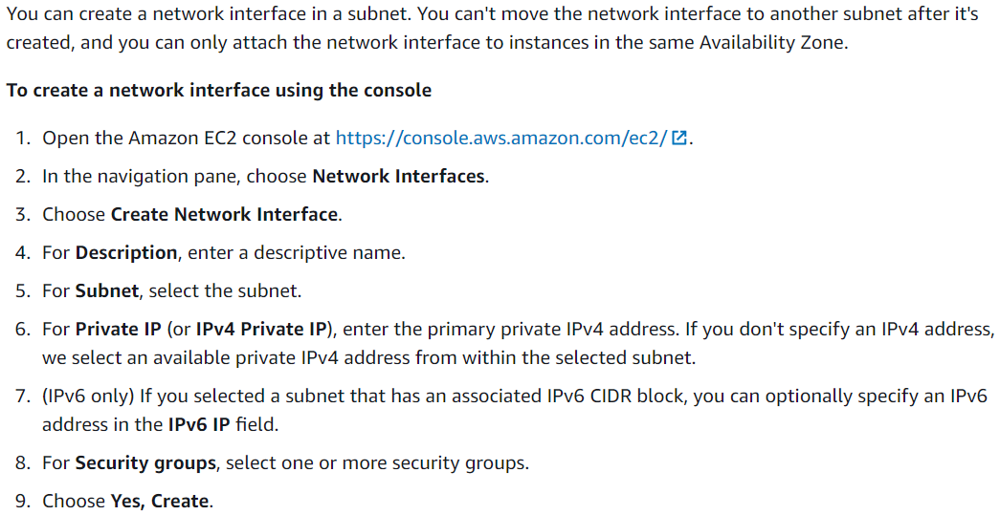 You can create a network interface in a subnet. You can't move the network interface to another subnet after it's
created, and you can only attach the network interface to instances in the same Availability Zone.
To create a network interface using the console
1. Open the Amazon EC2 console at https://console.aws.amazon.com/ec2/.
2. In the navigation pane, choose Network Interfaces.
3. Choose Create Network Interface.
4. For Description, enter a descriptive name.
5. For Subnet, select the subnet.
6. For Private IP (or IPv4 Private IP), enter the primary private IPv4 address. If you don't specify an IPv4 address,
we select an available private IPv4 address from within the selected subnet.
7. (IPv6 only) If you selected a subnet that has an associated IPv6 CIDR block, you can optionally specify an IPv6
address in the IPv6 IP field.
8. For Security groups, select one or more security groups.
9. Choose Yes, Create.